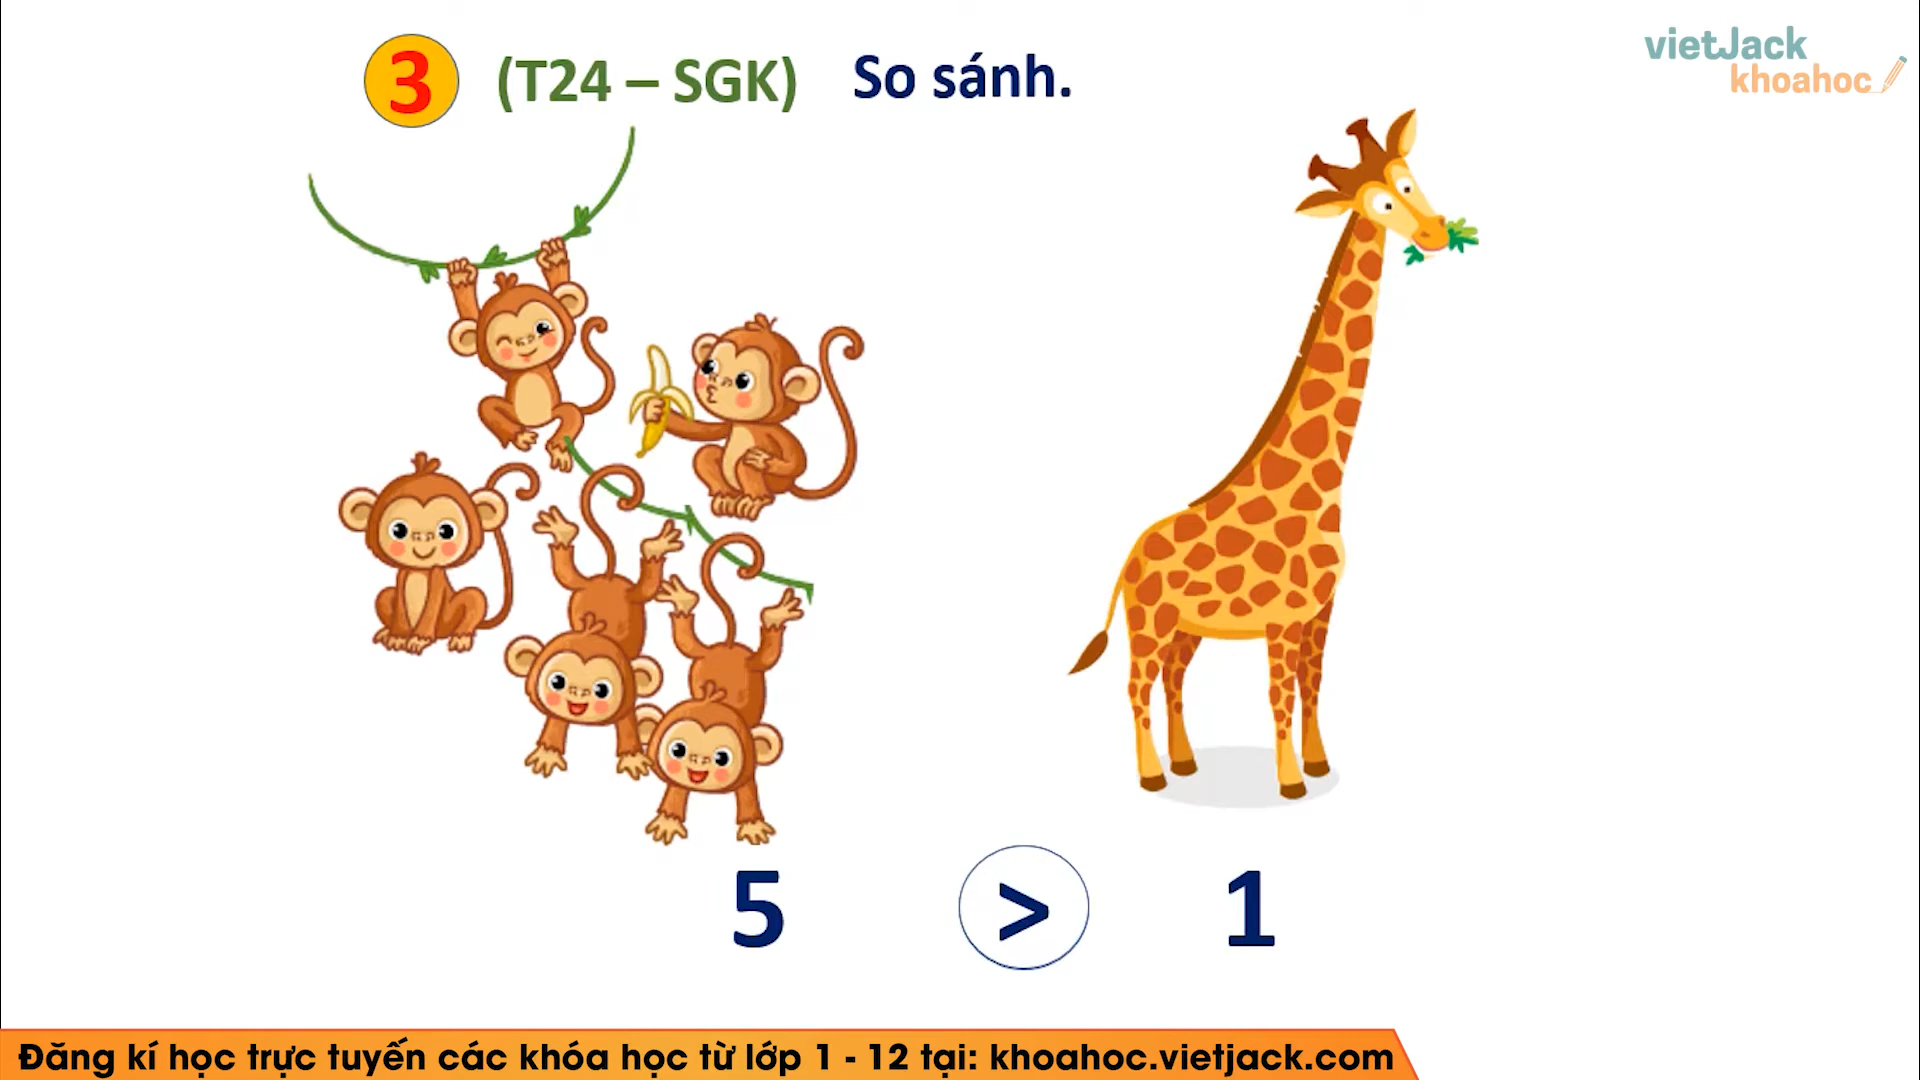 3 (T24 – SGK) So sánh.
vietJack
khoahoc
5 > 1
Đăng kí học trực tuyến các khóa học từ lớp 1 - 12 tại: khoahoc.vietjack.com